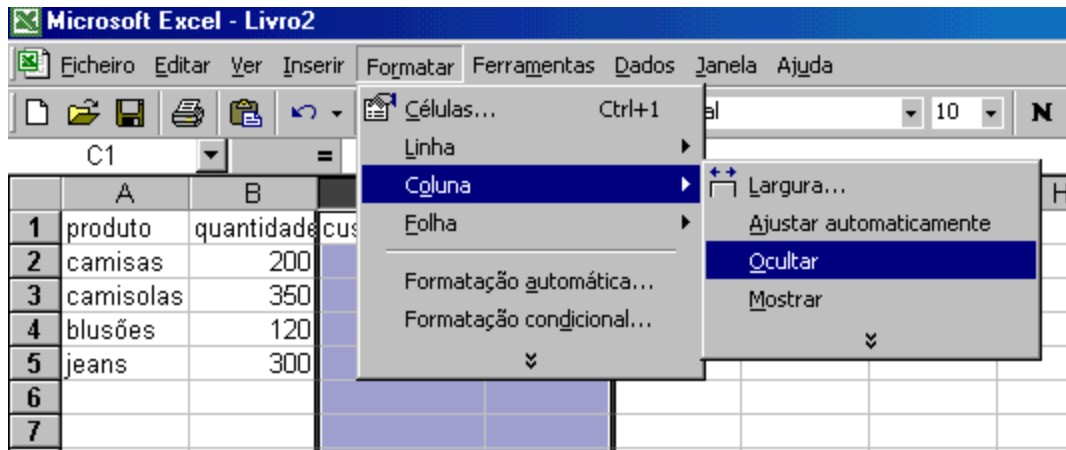 Microsoft Excel - Livro2
Ficheiro Editar Ver Inserir Formatar Ferramentas Dados Janela Ajuda
10 N
Células... Ctrl+1
Linha
Coluna
Folha
Formatação automática...
Formatação condicional...
Largura...
Ajustar automaticamente
Ocultar
Mostrar
C1 =
A B H
1 produto quantidade cus
2 camisas 200
3 camisolas 350
4 blusões 120
5 jeans 300
6
7